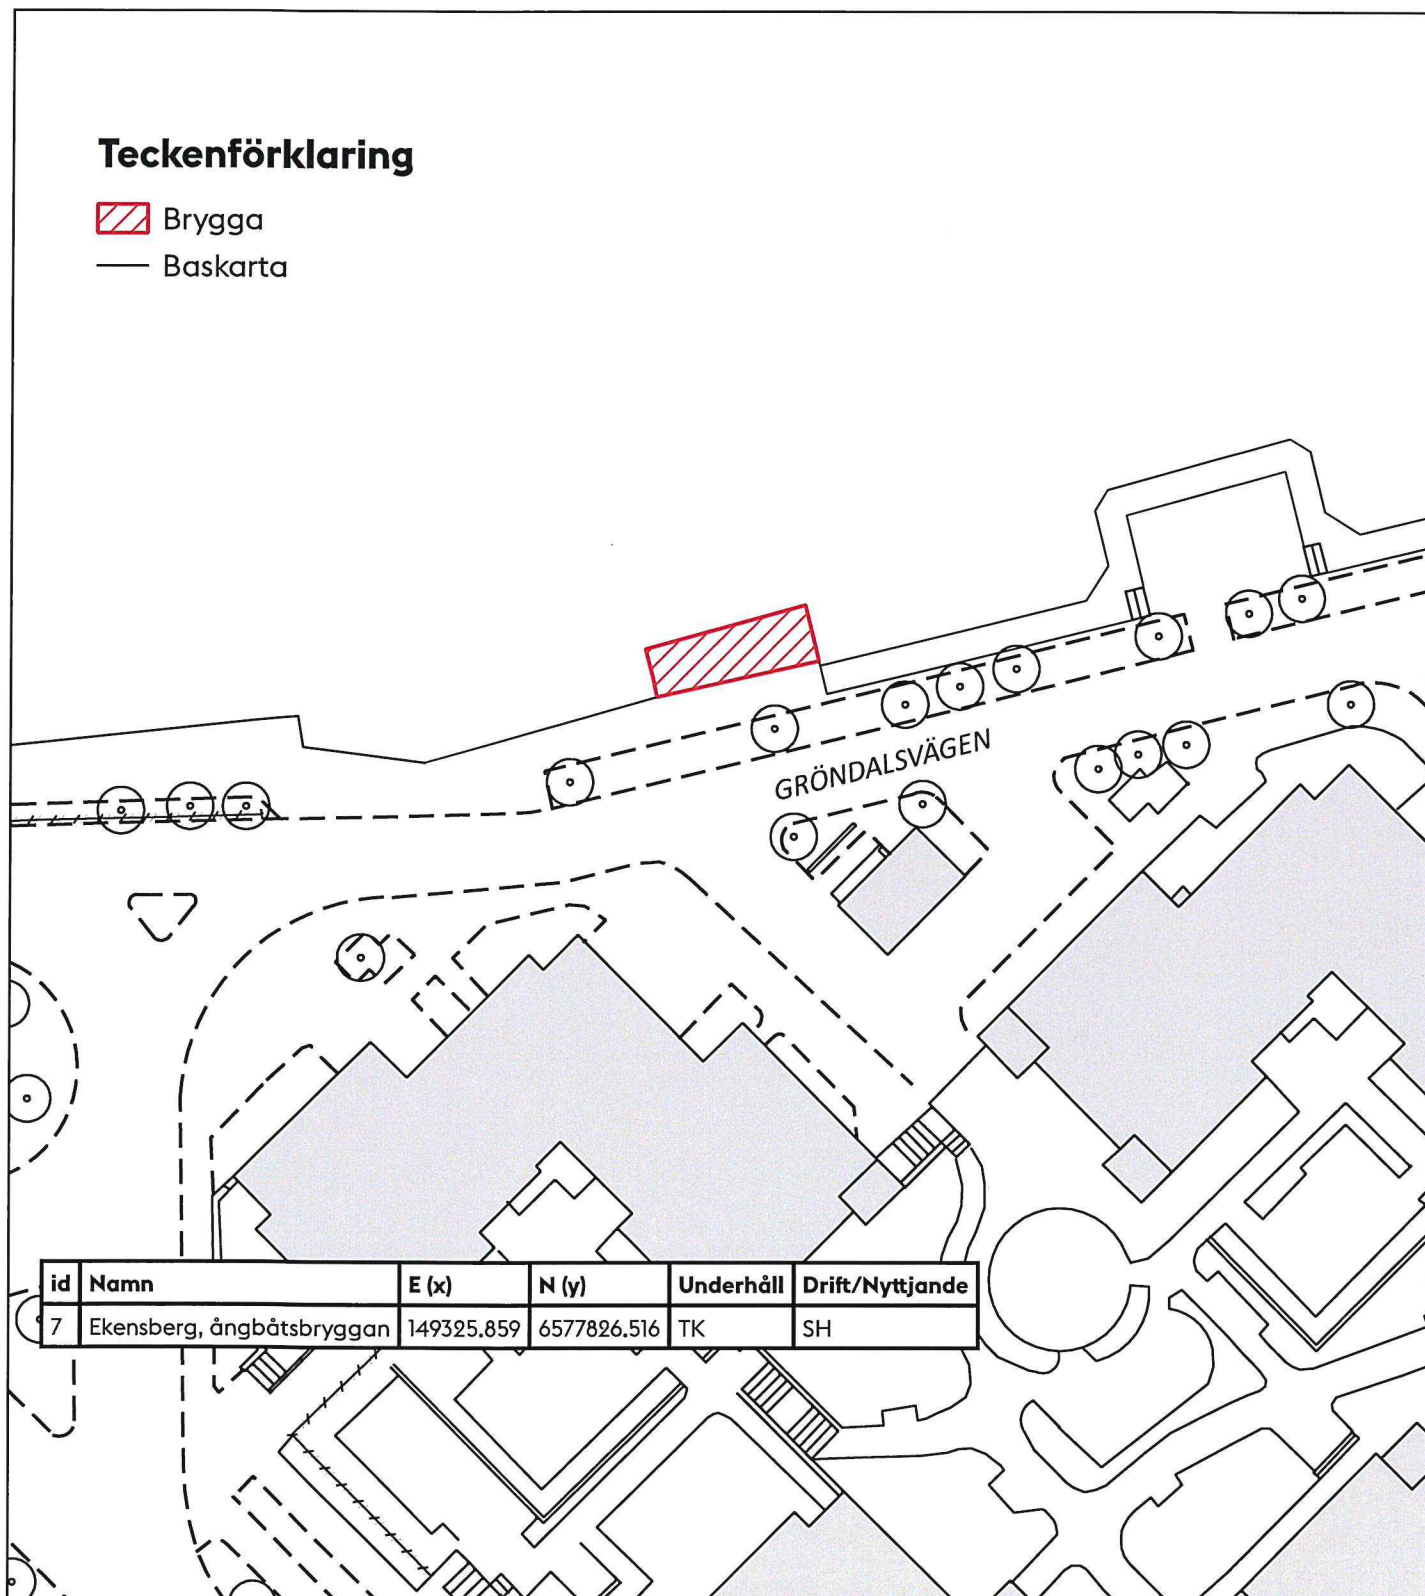 Teckenförklaring
Brygga
Baskarta
GRÖNDALSVÄGEN
id Namn E (x) N (y) Underhåll Drift/Nyttjande
7 Ekensberg, ångbåtsbryggan 149325.859 6577826.516 TK SH